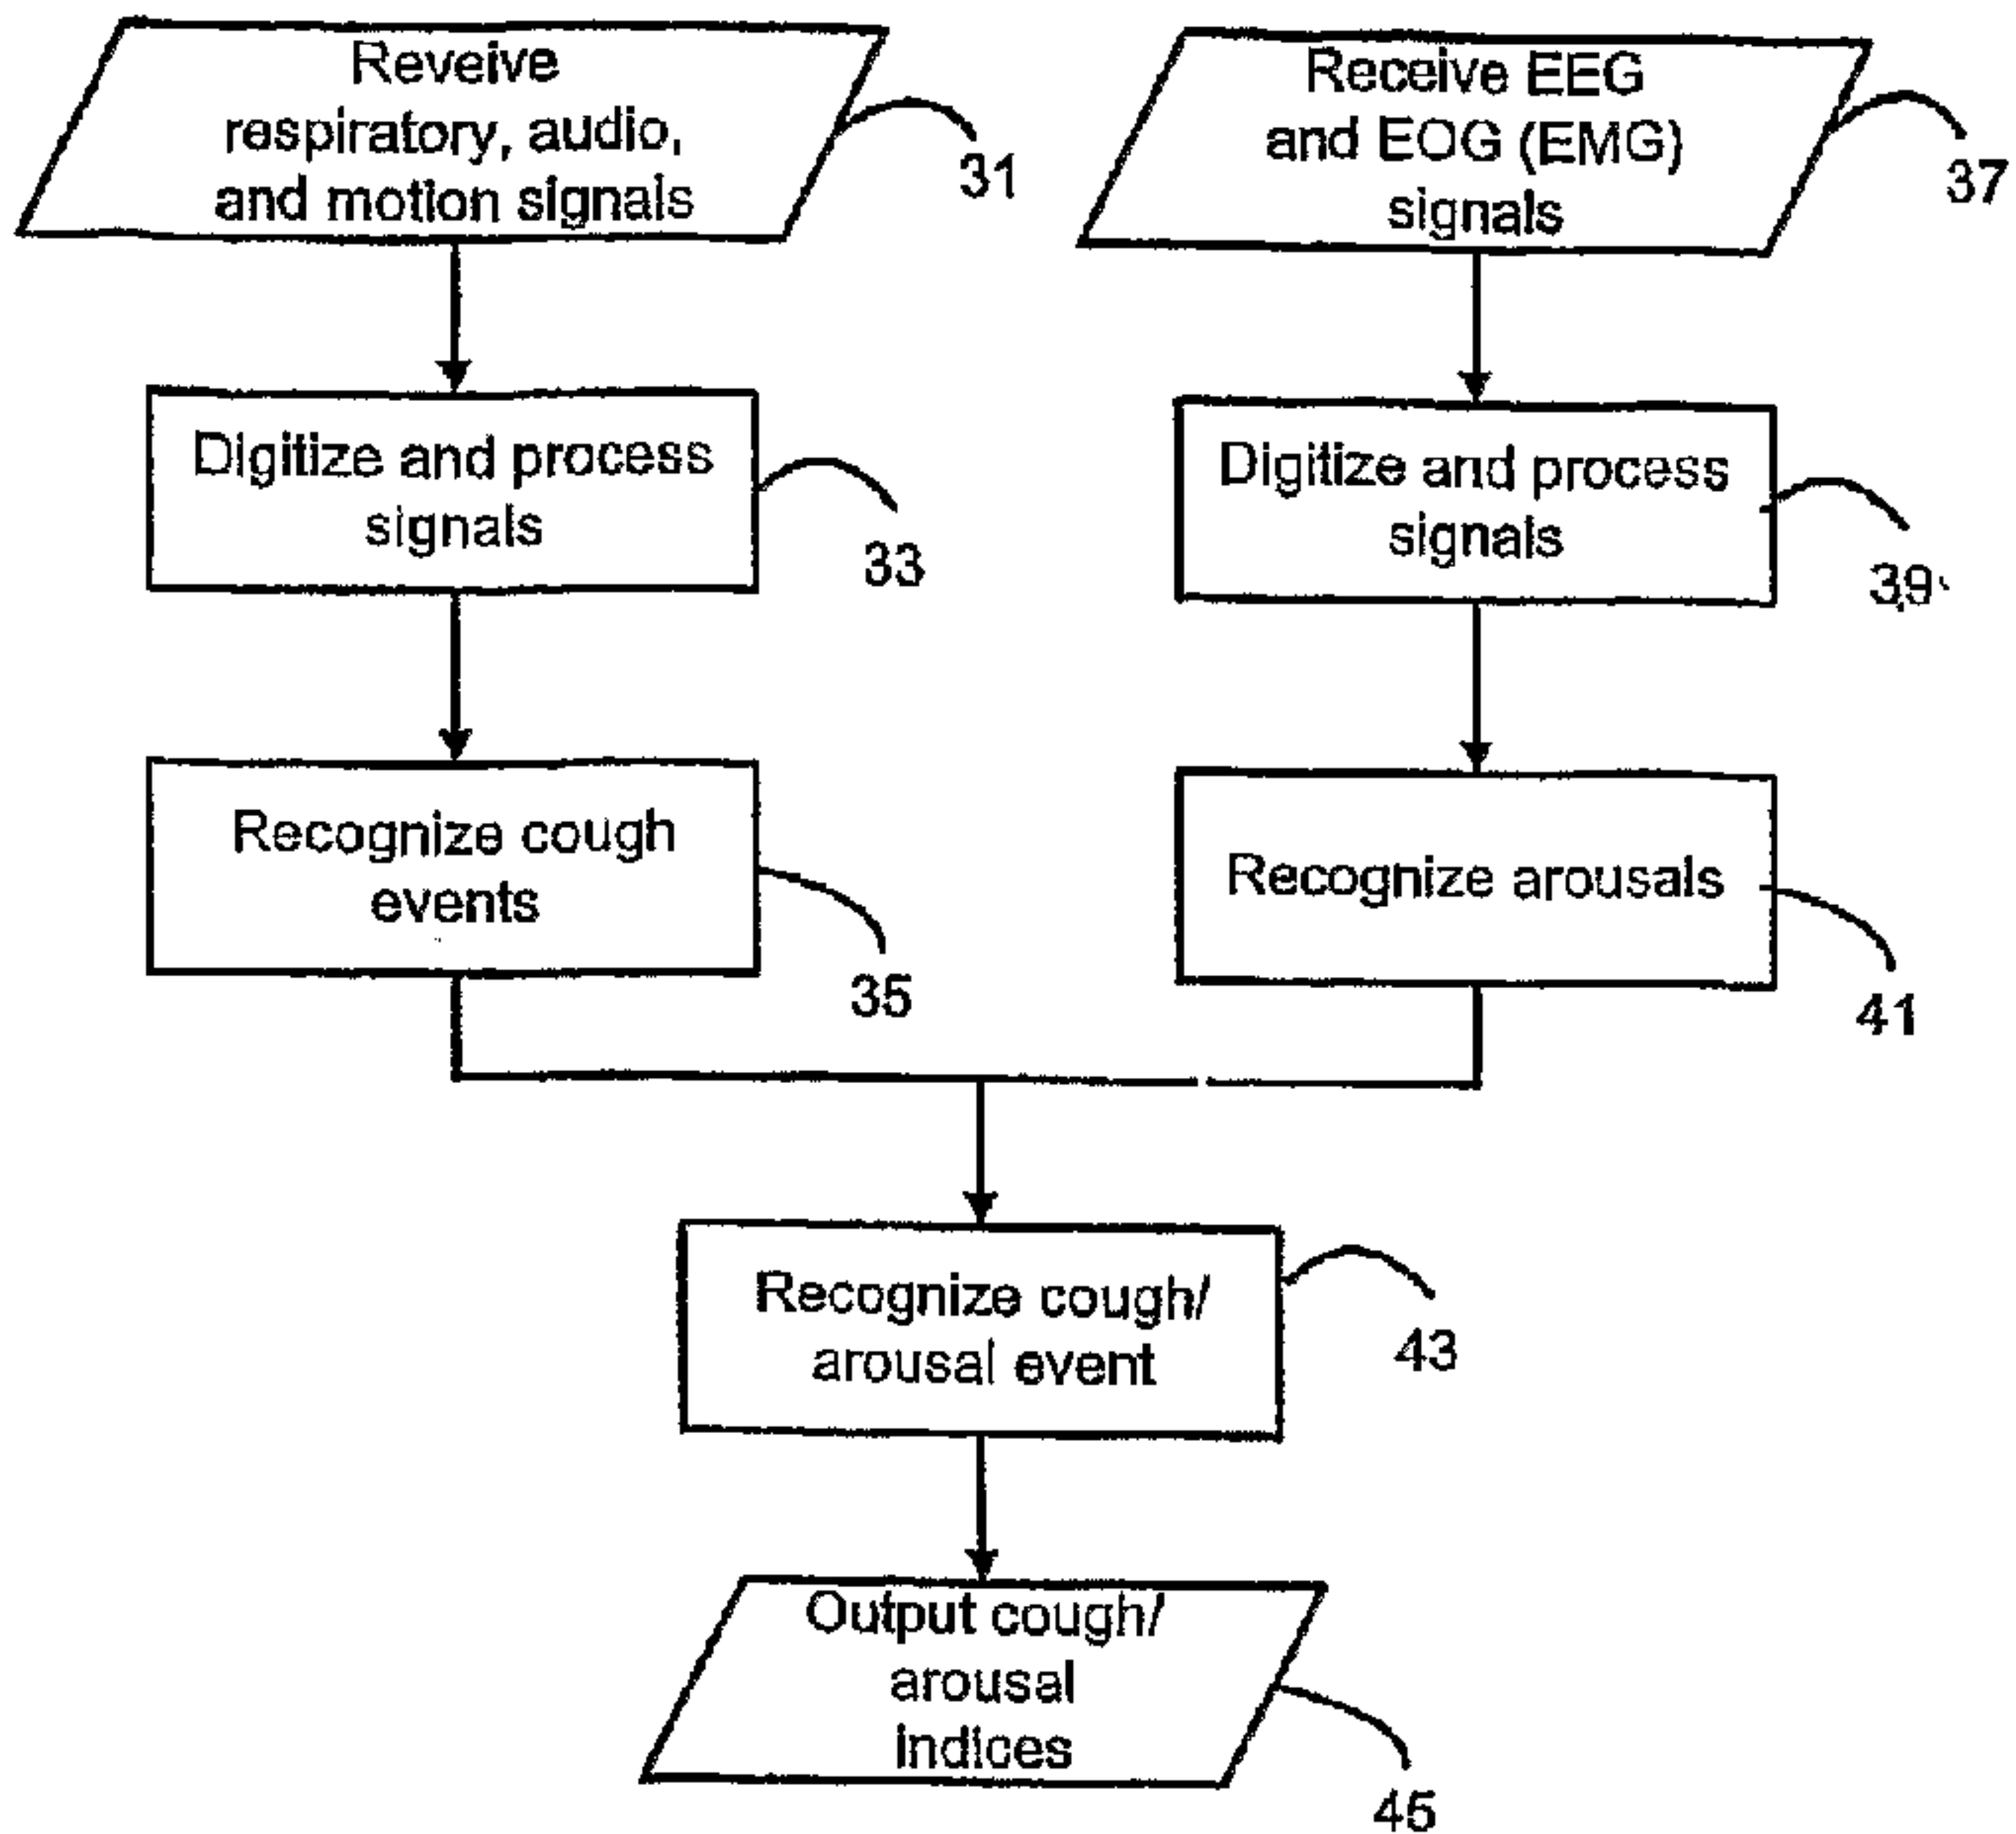 Reveive
respiratory, audio,
and motion signals
31
Receive EEG
and EOG (EMG)
signals
37
Digitize and process
signals
33
Digitize and process
signals
39
Recognize cough
events
35
Recognize arousals
41
Recognize cough/
arousal event
43
Output cough/
arousal
indices
45